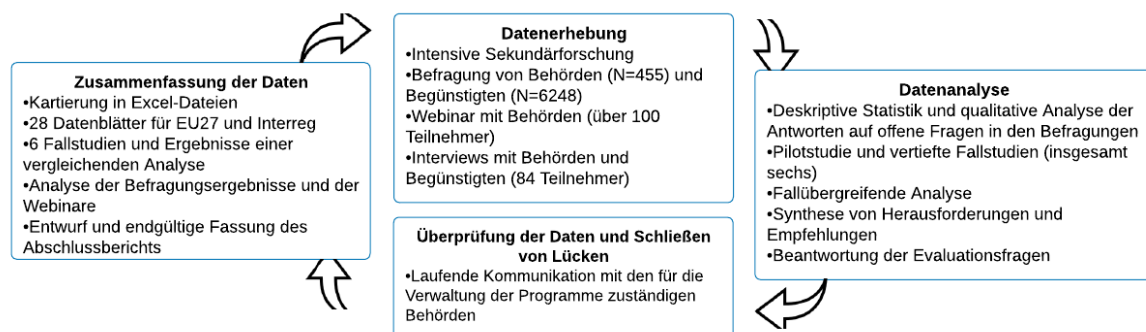 Datenerhebung
•Intensive Sekundärforschung
•Befragung von Behörden (N=455) und
Begünstigten (N=6248)
•Webinar mit Behörden (über 100
Teilnehmer)
•Interviews mit Behörden und
Begünstigten (84 Teilnehmer)
Datenanalyse
•Deskriptive Statistik und qualitative Analyse der
Antworten auf offene Fragen in den Befragungen
•Pilotstudie und vertiefte Fallstudien (insgesamt
sechs)
•Fallübergreifende Analyse
•Synthese von Herausforderungen und
Empfehlungen
•Beantwortung der Evaluationsfragen
Überprüfung der Daten und Schließen
von Lücken
•Laufende Kommunikation mit den für die
Verwaltung der Programme zuständigen
Behörden
Zusammenfassung der Daten
•Kartierung in Excel-Dateien
•28 Datenblätter für EU27 und Interreg
•6 Fallstudien und Ergebnisse einer
vergleichenden Analyse
•Analyse der Befragungsergebnisse und der
Webinare
•Entwurf und endgültige Fassung des
Abschlussberichts